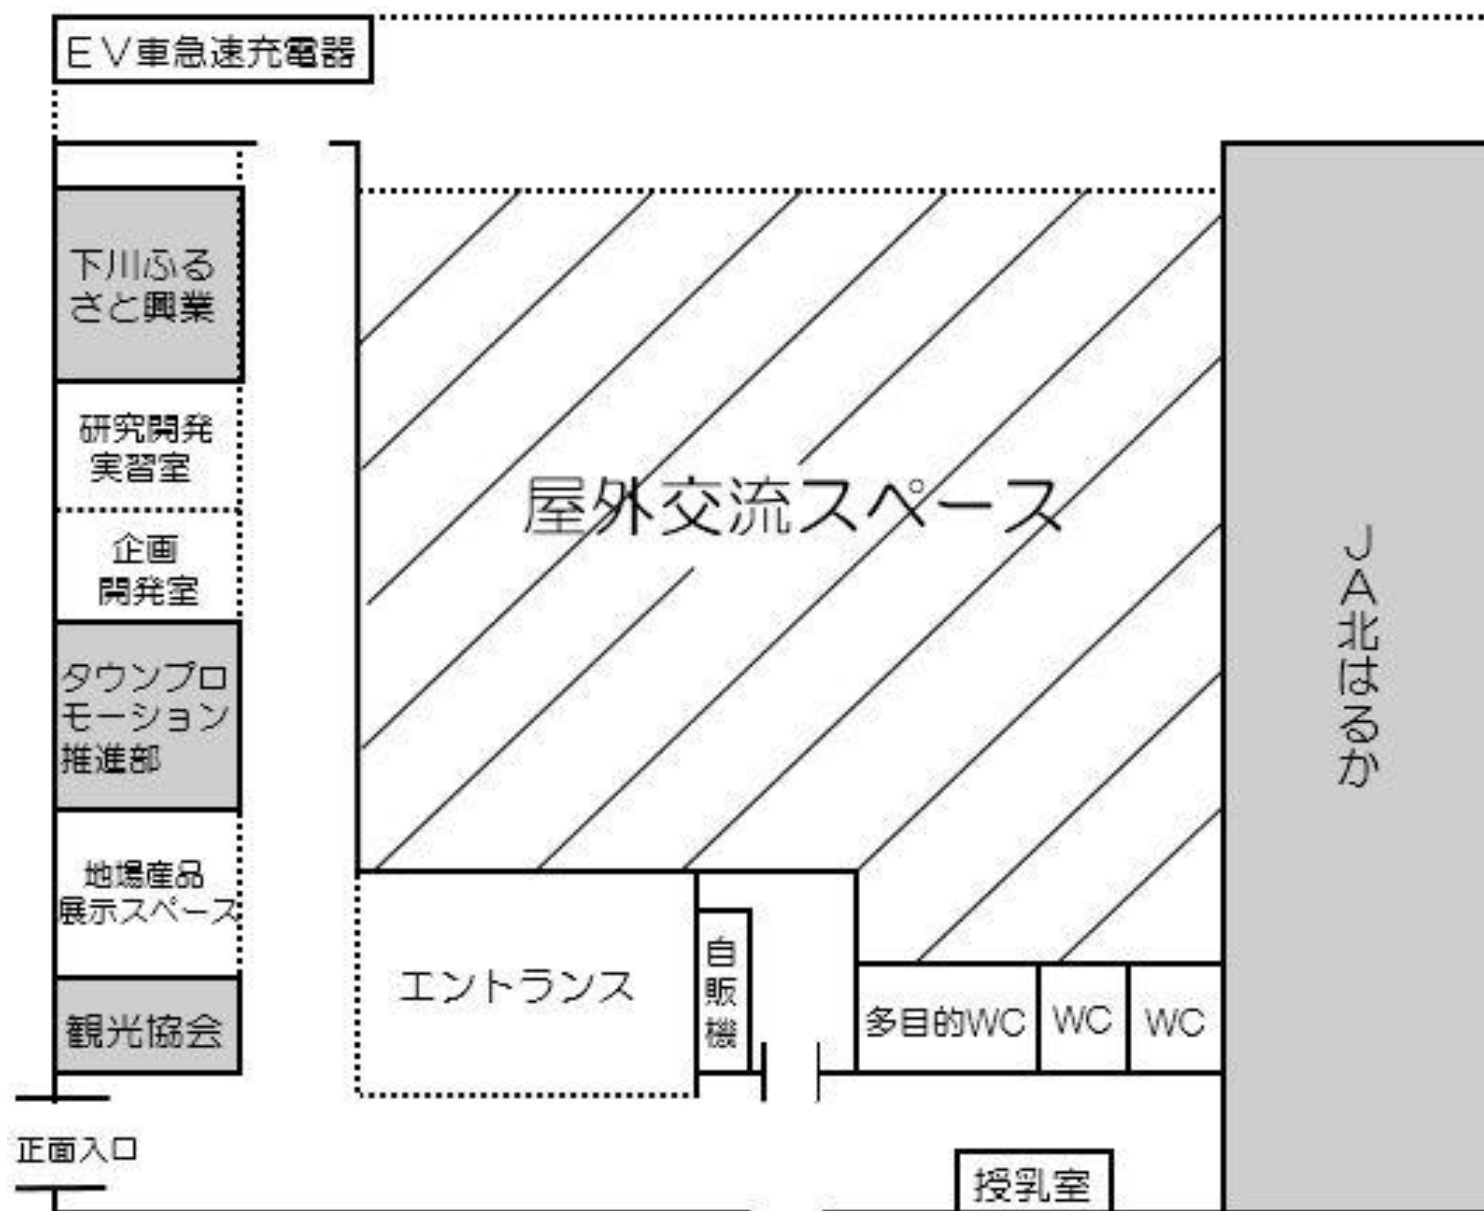 EV車急速充電器
下川ふる
さと興業
研究開発
実習室
企画
開発室
タウンプロ
モーション
推進部
地場産品
展示スペース
観光協会
正面入口
屋外交流スペース
エントランス
自販機
多目的WC
WC
WC
授乳室
JA北はるか